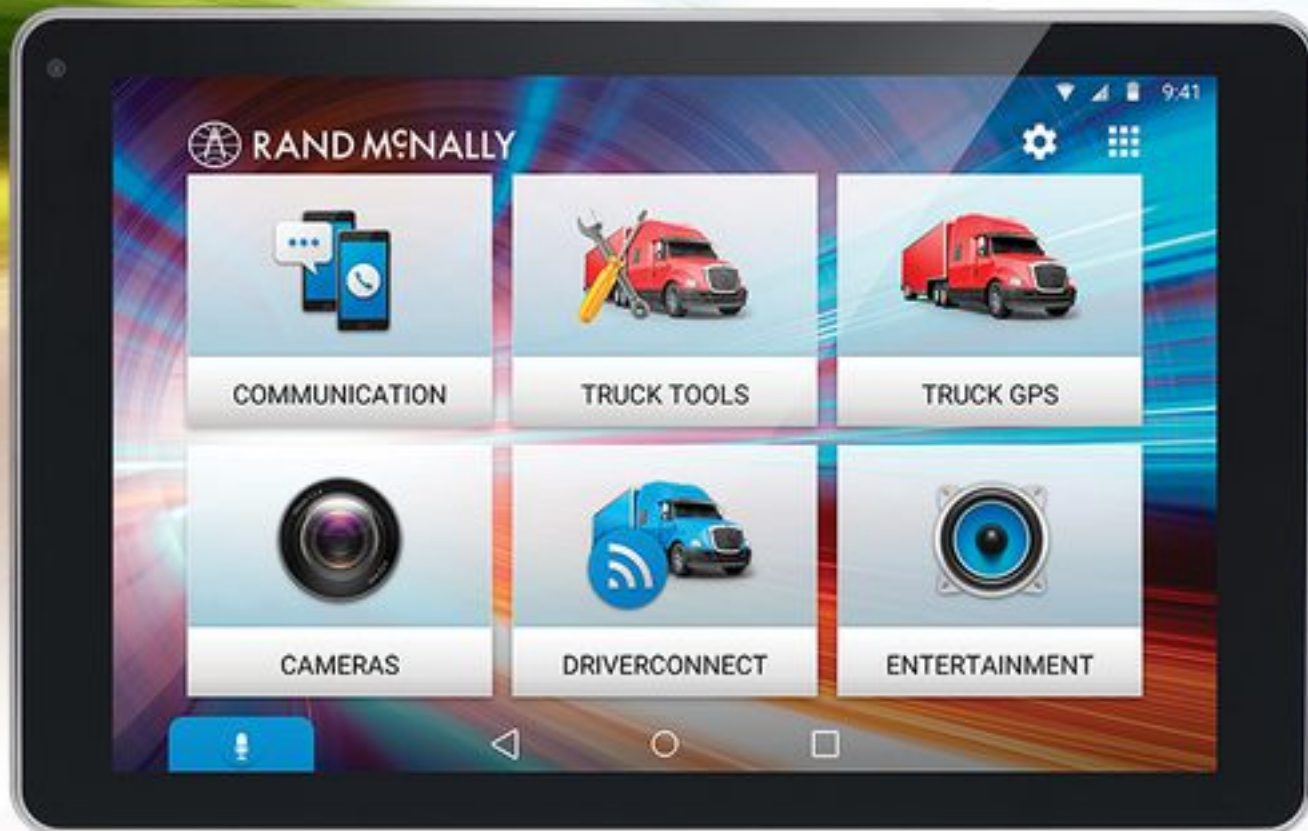 9:41
RAND MCNALLY
COMMUNICATION
TRUCK TOOLS
TRUCK GPS
CAMERAS
DRIVERCONNECT
ENTERTAINMENT